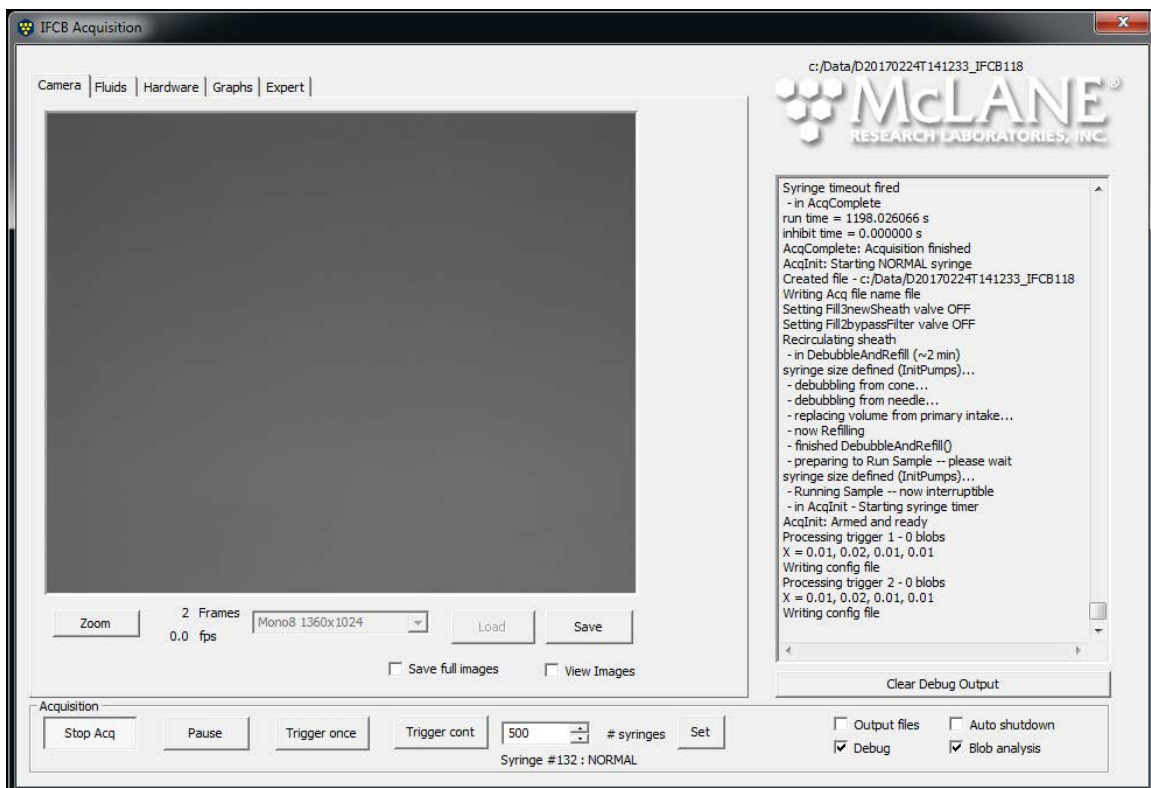 IFCB Acquisition
c:/Data/D20170224T141233_IFCB118
Camera Fluids Hardware Graphs Expert
McLANE®
RESEARCH LABORATORIES, INC.
Syringe timeout fired
- in AcqComplete
run time = 1198.026066 s
inhibit time = 0.000000 s
AcqComplete: Acquisition finished
AcqInit: Starting NORMAL syringe
Created file - c:/Data/D20170224T141233_IFCB118
Writing Acq file name file
Setting Fill3newSheath valve OFF
Setting Fill2bypassFilter valve OFF
Recirculating sheath
- in DebubbleAndRefill (~2 min)
syringe size defined (InitPumps)...
- debubbling from cone...
- debubbling from needle...
- replacing volume from primary intake...
- now Refilling
- finished DebubbleAndRefill()
- preparing to Run Sample -- please wait
syringe size defined (InitPumps)...
- Running Sample -- now interruptible
- in AcqInit - Starting syringe timer
AcqInit: Armed and ready
Processing trigger 1 - 0 blobs
X = 0.01, 0.02, 0.01, 0.01
Writing config file
Processing trigger 2 - 0 blobs
X = 0.01, 0.02, 0.01, 0.01
Writing config file
Zoom
2 Frames
0.0 fps
Mono8 1360x1024
Load
Save
Save full images
View Images
Clear Debug Output
Acquisition
Stop Acq
Pause
Trigger once
Trigger cont
500
# syringes
Set
Syringe #132 : NORMAL
Output files
Auto shutdown
Debug
Blob analysis